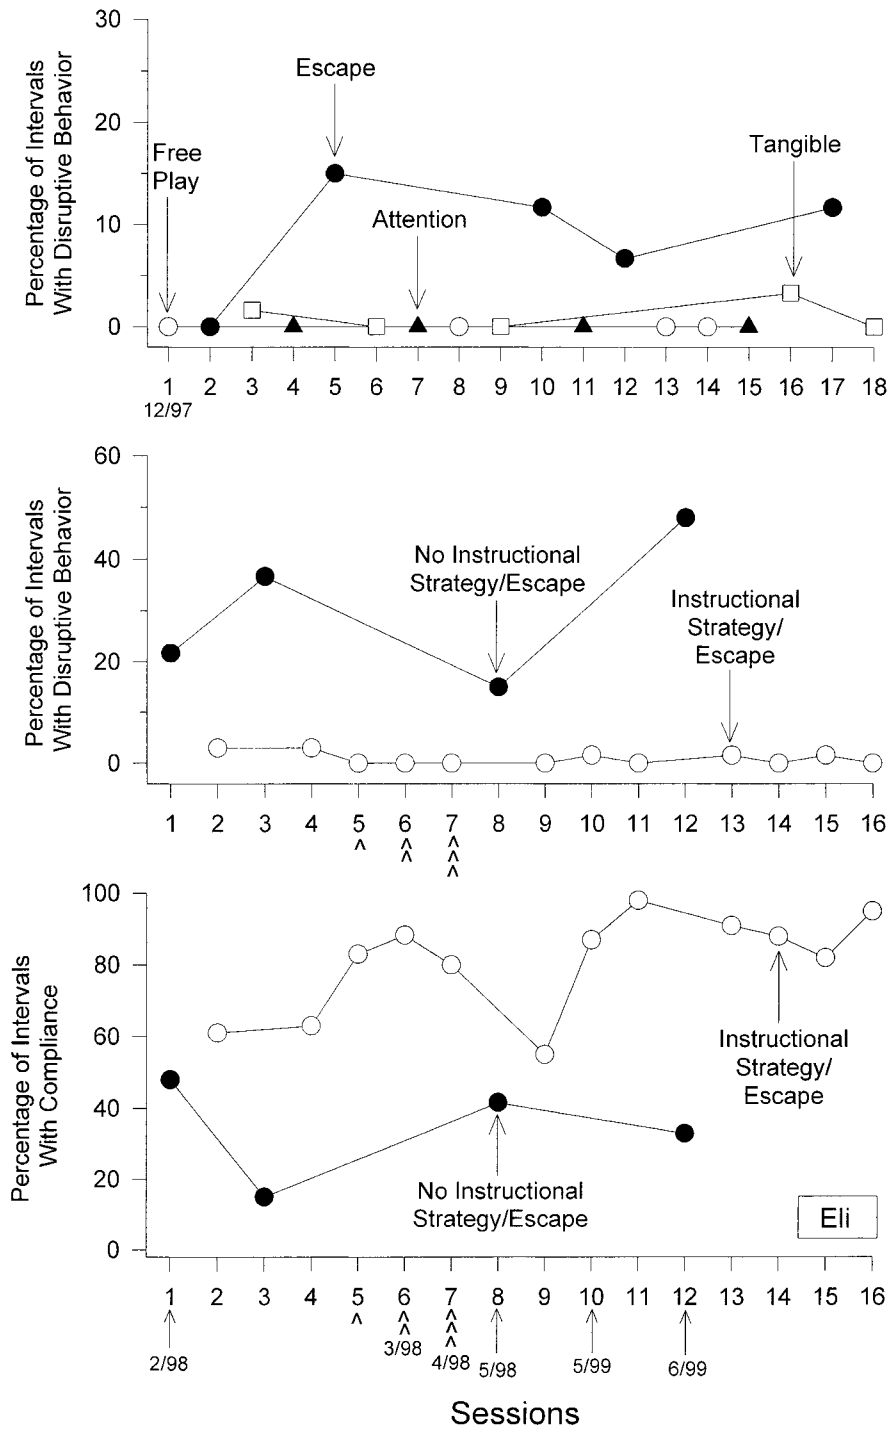 Percentage of Intervals
With Disruptive Behavior
30
20
10
0
Free
Play
Escape
Attention
Tangible
1 2 3 4 5 6 7 8 9 10 11 12 13 14 15 16 17 18
12/97
Percentage of Intervals
With Disruptive Behavior
60
40
20
0
No Instructional
Strategy/Escape
Instructional
Strategy/
Escape
1 2 3 4 5 6 7 8 9 10 11 12 13 14 15 16
^ ^ ^
^ ^
^
Percentage of Intervals
With Compliance
100
80
60
40
20
0
Instructional
Strategy/
Escape
No Instructional
Strategy/Escape
Eli
1 2 3 4 5 6 7 8 9 10 11 12 13 14 15 16
^ ^ ^
^ ^
^
2/98 3/98 4/98 5/98 5/99 6/99
Sessions